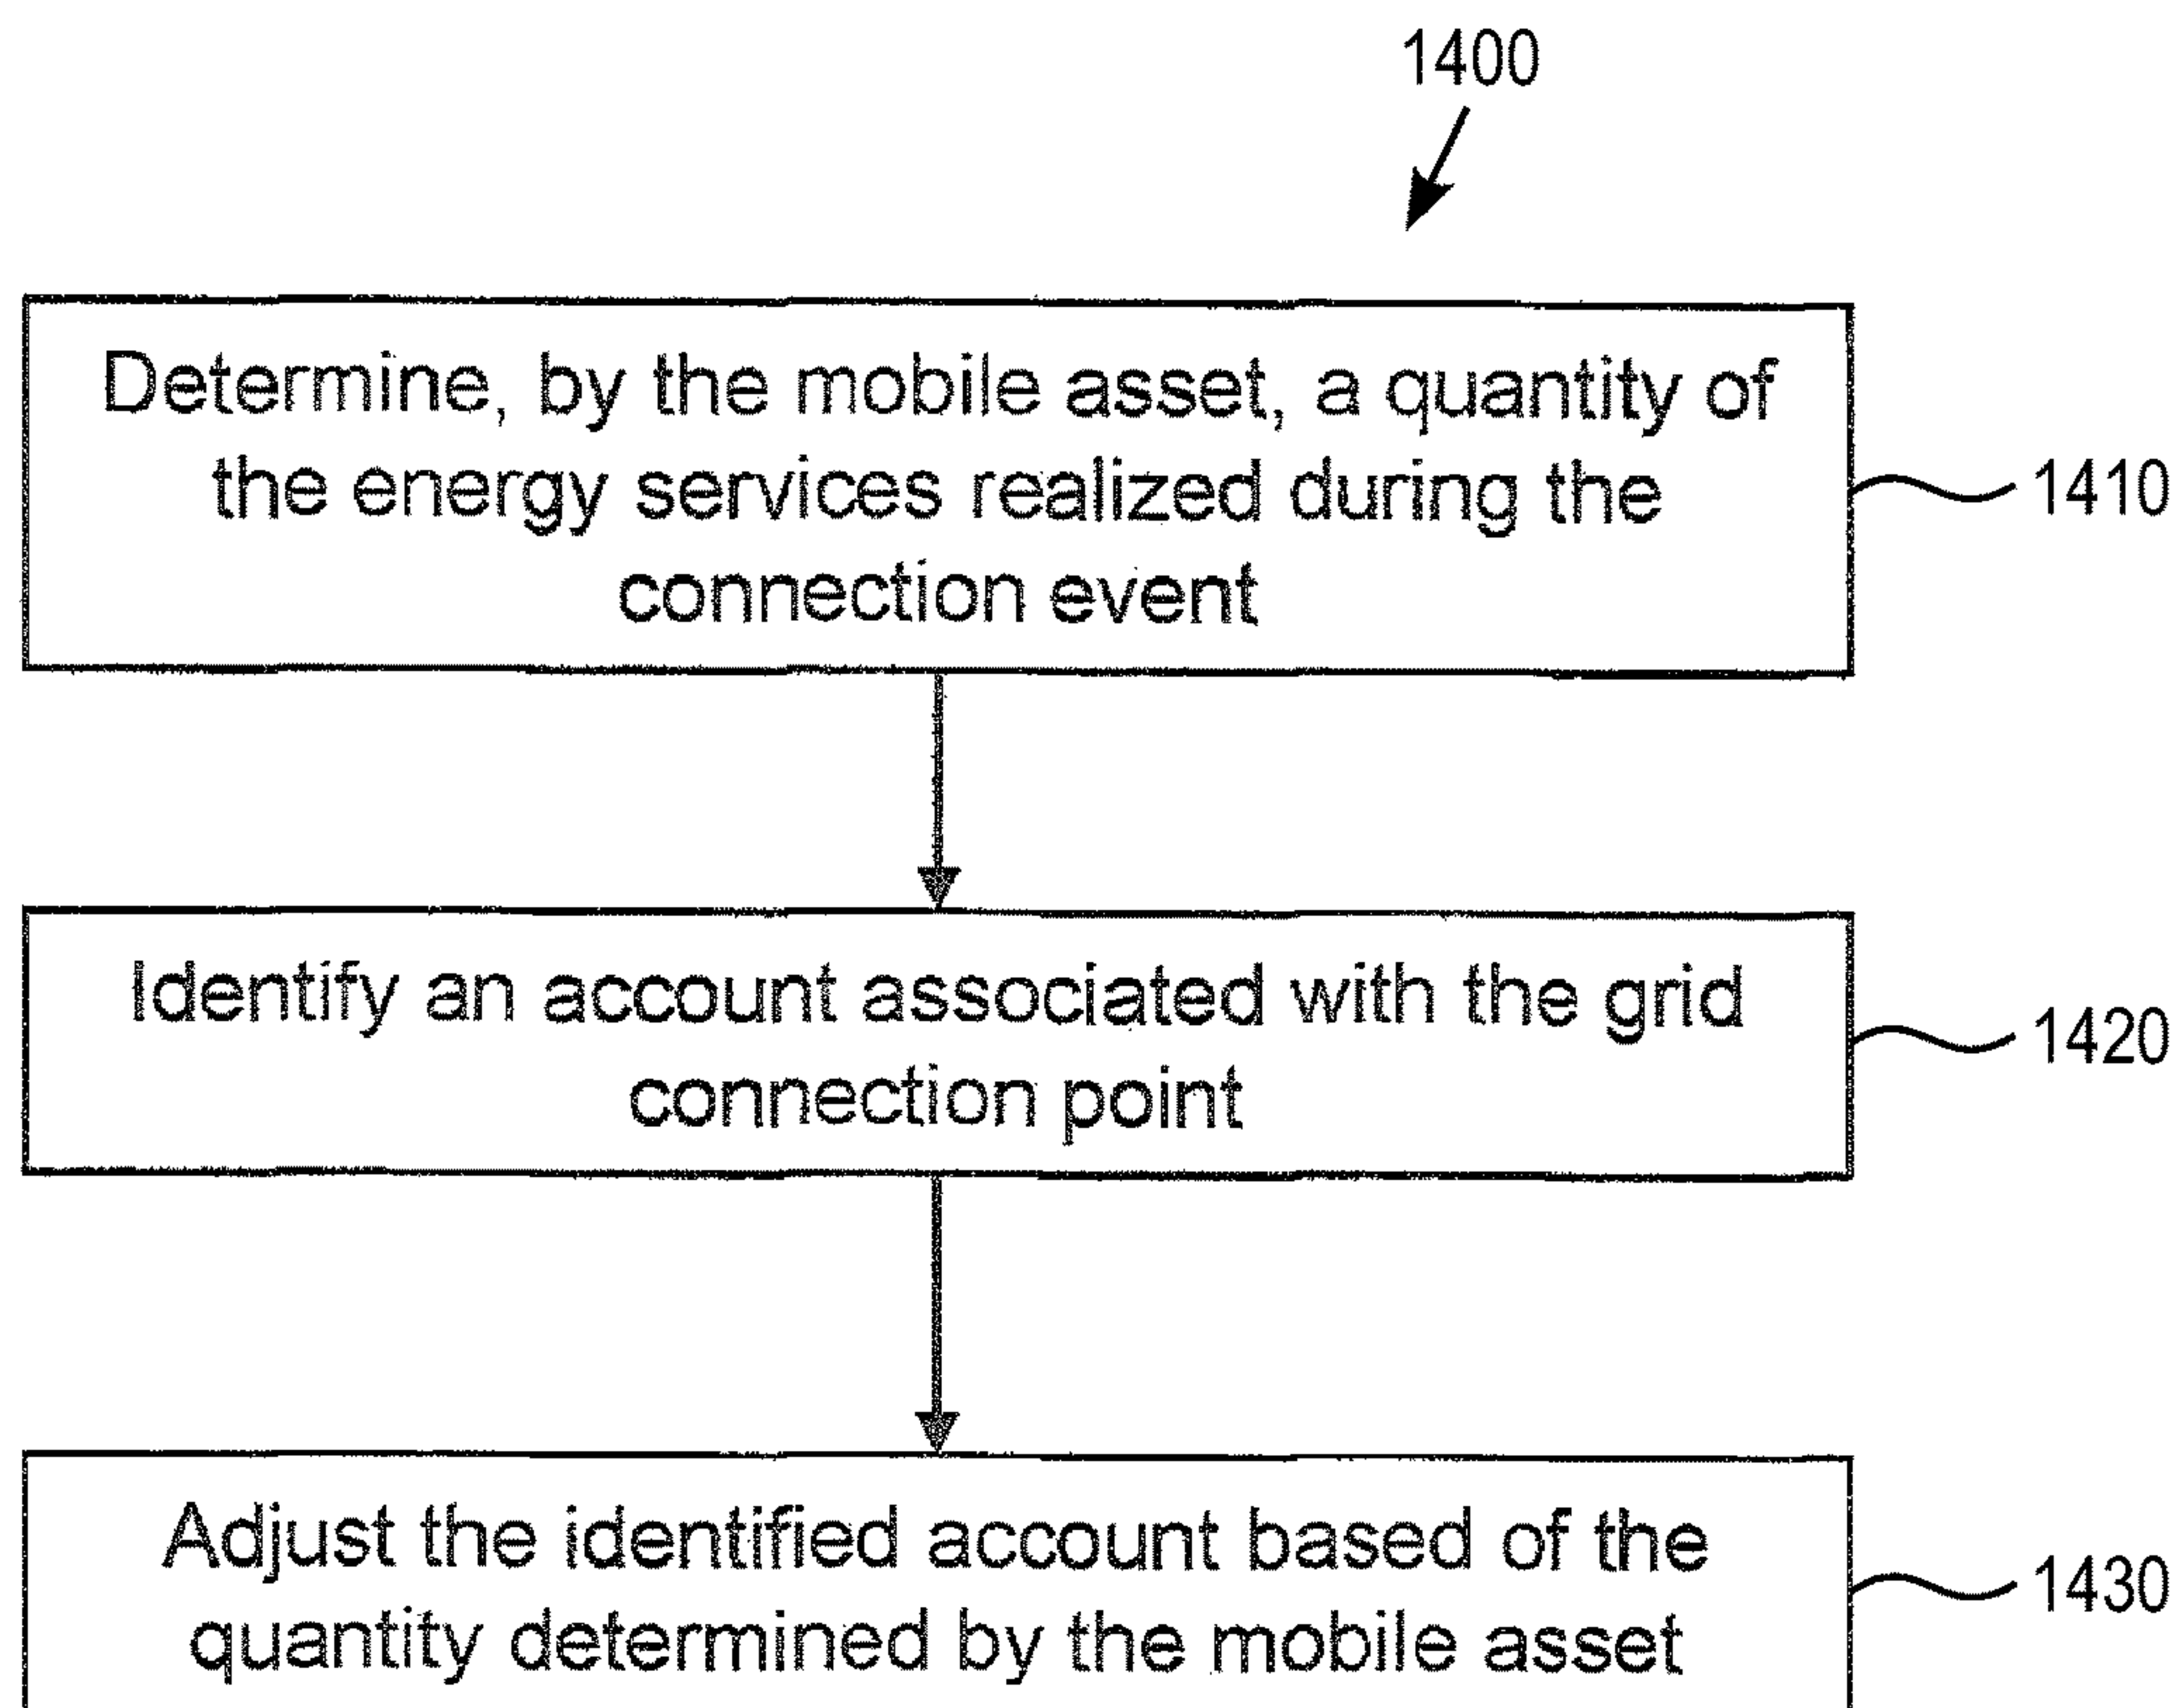 1400
Determine, by the mobile asset, a quantity of
the energy services realized during the
connection event
1410
Identify an account associated with the grid
connection point
1420
Adjust the identified account based of the
quantity determined by the mobile asset
1430